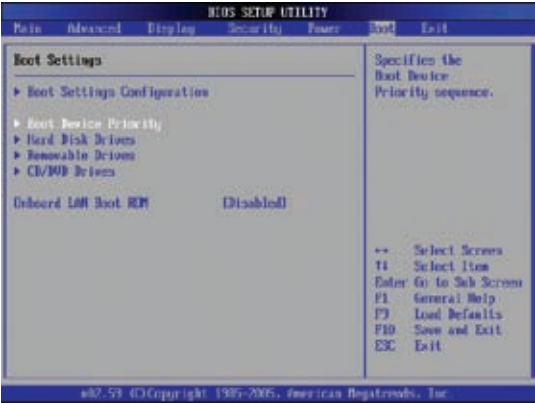 BIOS SETUP UTILITY
Main Advanced Display Security Power Boot Exit
Boot Settings
Boot Settings Configuration
Boot Device Priority
Hard Disk Drives
Removable Drives
CD/DVD Drives
Onboard LAN Boot ROM [Disabled]
Specifies the
Boot Device
Priority sequence.
↔ Select Screen
↑↓ Select Item
Enter Go to Sub Screen
F1 General Help
F9 Load Defaults
F10 Save and Exit
ESC Exit
v02.59 (C)Copyright 1985-2005, American Megatrends, Inc.